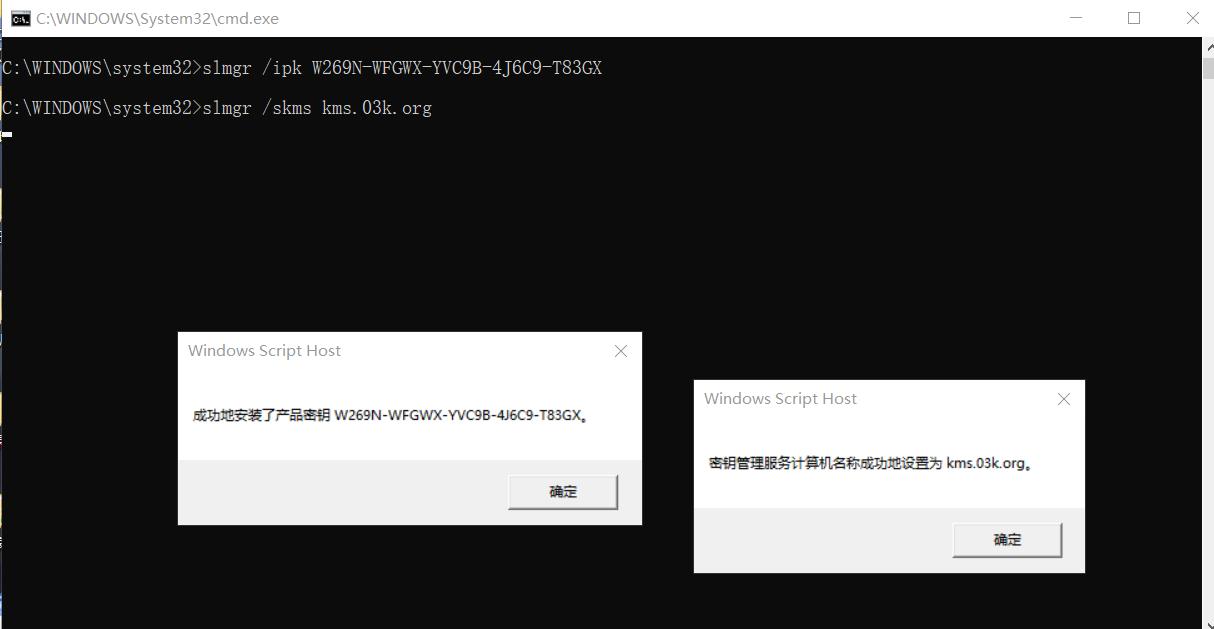 C:\WINDOWS\System32\cmd.exe
C:\WINDOWS\system32>slmgr /ipk W269N-WFGWX-YVC9B-4J6C9-T83GX
C:\WINDOWS\system32>slmgr /skms kms.03k.org
Windows Script Host
成功地安装了产品密钥 W269N-WFGWX-YVC9B-4J6C9-T83GX。
确定
Windows Script Host
密钥管理服务计算机名称成功地设置为 kms.03k.org。
确定